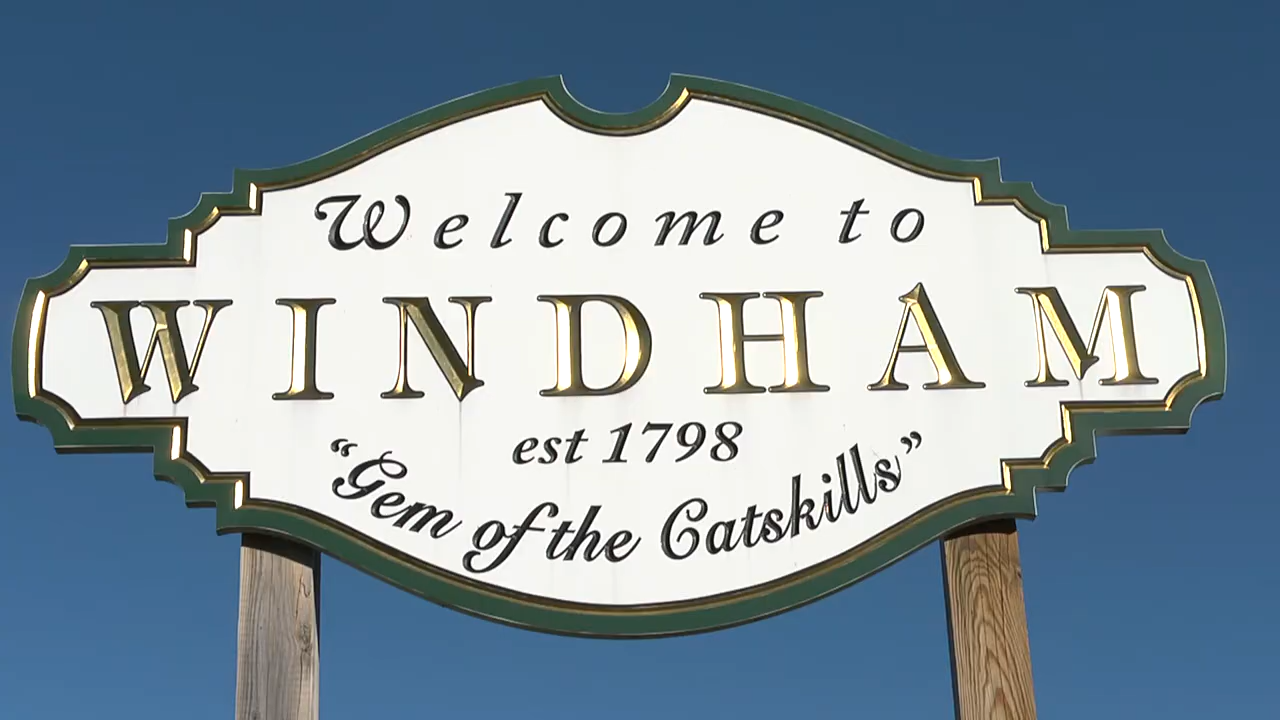 Welcome to
WINDHAM
est 1798
“Gem of the Catskills”